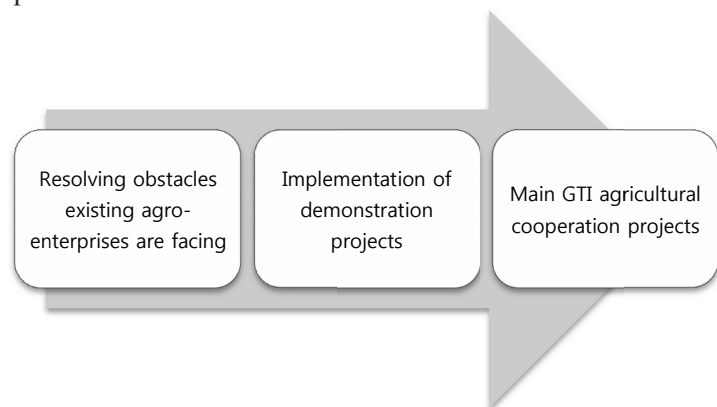 Resolving obstacles
existing agro-
enterprises are facing
Implementation of
demonstration
projects
Main GTI agricultural
cooperation projects